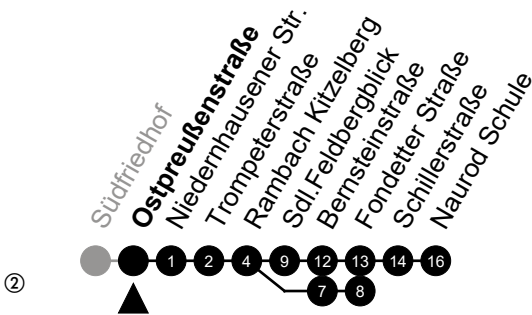 Südfriedhof
Ostpreußenstraße
Niedernhausener Str.
Trompeterstraße
Rambach Kitzelberg
Sdl.Feldbergblick
Bernsteinstraße
Fondetter Straße
Schillerstraße
Naurod Schule
1 2 4 9 12 13 14 16
② 7 8